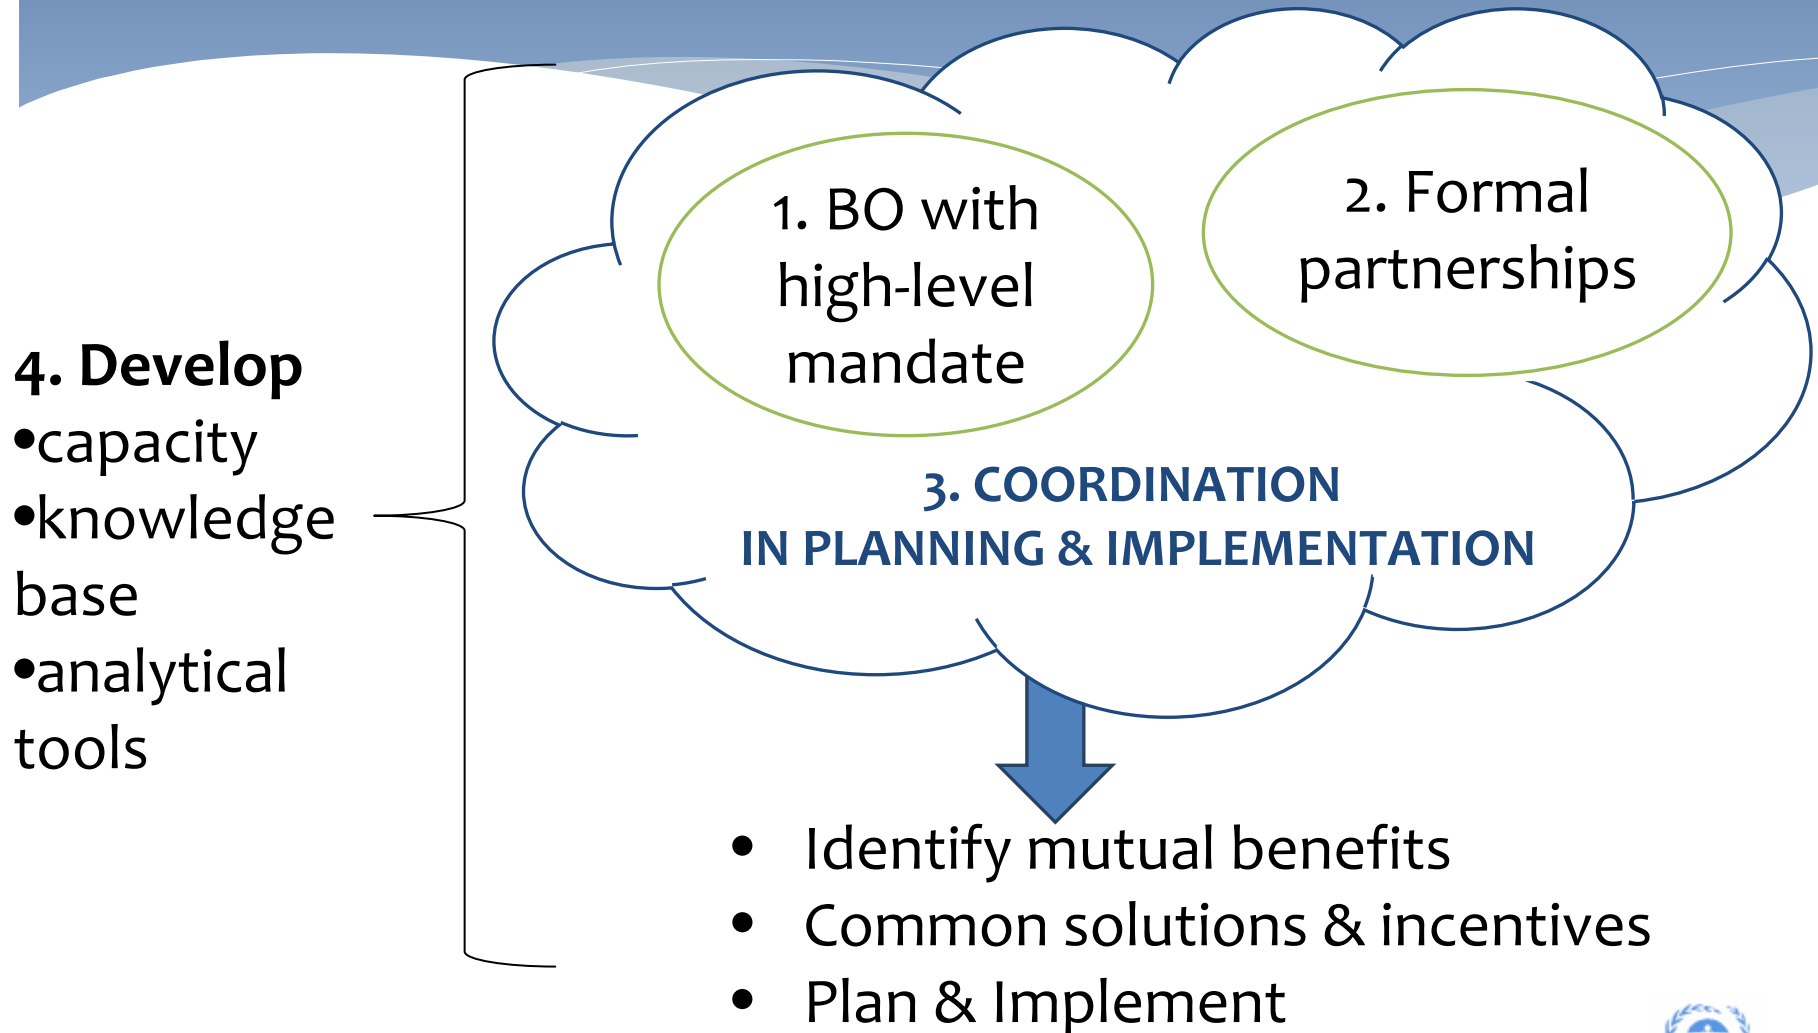 1. BO with
high-level
mandate
2. Formal
partnerships
3. COORDINATION
IN PLANNING & IMPLEMENTATION
4. Develop
•capacity
•knowledge
base
•analytical
tools
• Identify mutual benefits
• Common solutions & incentives
• Plan & Implement